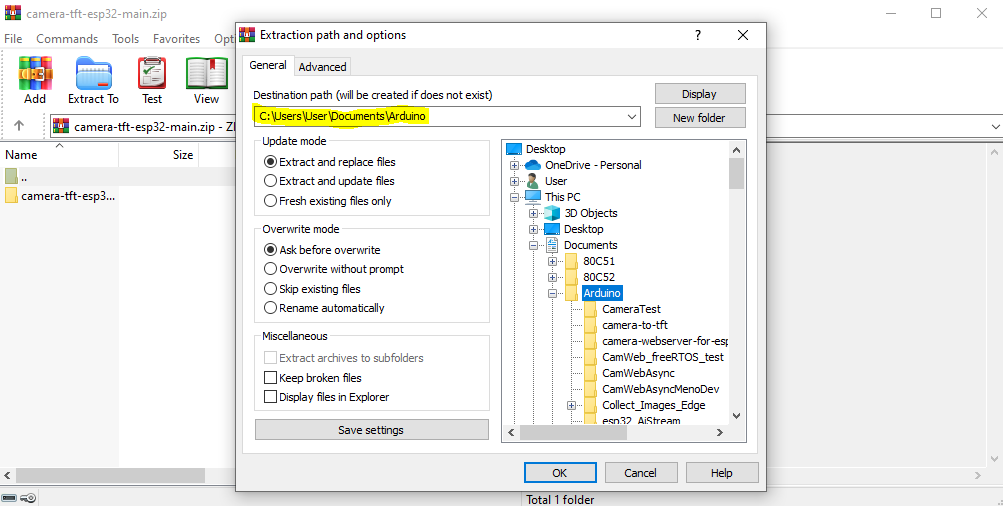 camera-tft-esp32-main.zip
File Commands Tools Favorites Opti
Add Extract To Test View
camera-tft-esp32-main.zip - ZI
Name Size
..
camera-tft-esp3...
Extraction path and options
General Advanced
Destination path (will be created if does not exist)
C:\Users\User\Documents\Arduino
Display
New folder
Update mode
Extract and replace files
Extract and update files
Fresh existing files only
Overwrite mode
Ask before overwrite
Overwrite without prompt
Skip existing files
Rename automatically
Miscellaneous
Extract archives to subfolders
Keep broken files
Display files in Explorer
Save settings
Desktop
OneDrive - Personal
User
This PC
3D Objects
Desktop
Documents
80C51
80C52
Arduino
CameraTest
camera-to-tft
camera-webserver-for-esp
CamWeb_freeRTOS_test
CamWebAsync
CamWebAsyncMenoDev
Collect_Images_Edge
esp32_AiStream
OK Cancel Help
Total 1 folder